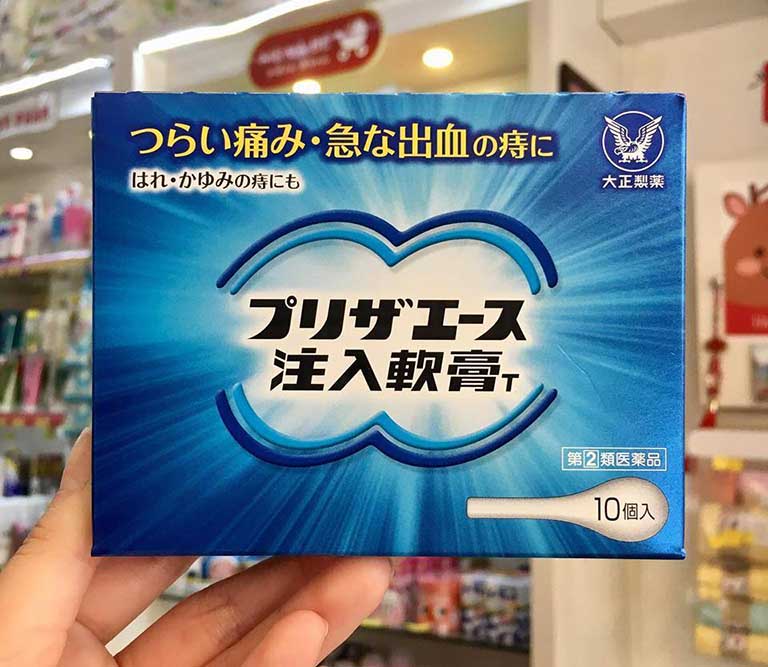 つらい痛み・急な出血の痔に
はれ・かゆみの痔にも
大正製薬
プリザエース
注入軟膏T
第2類医薬品
10個入